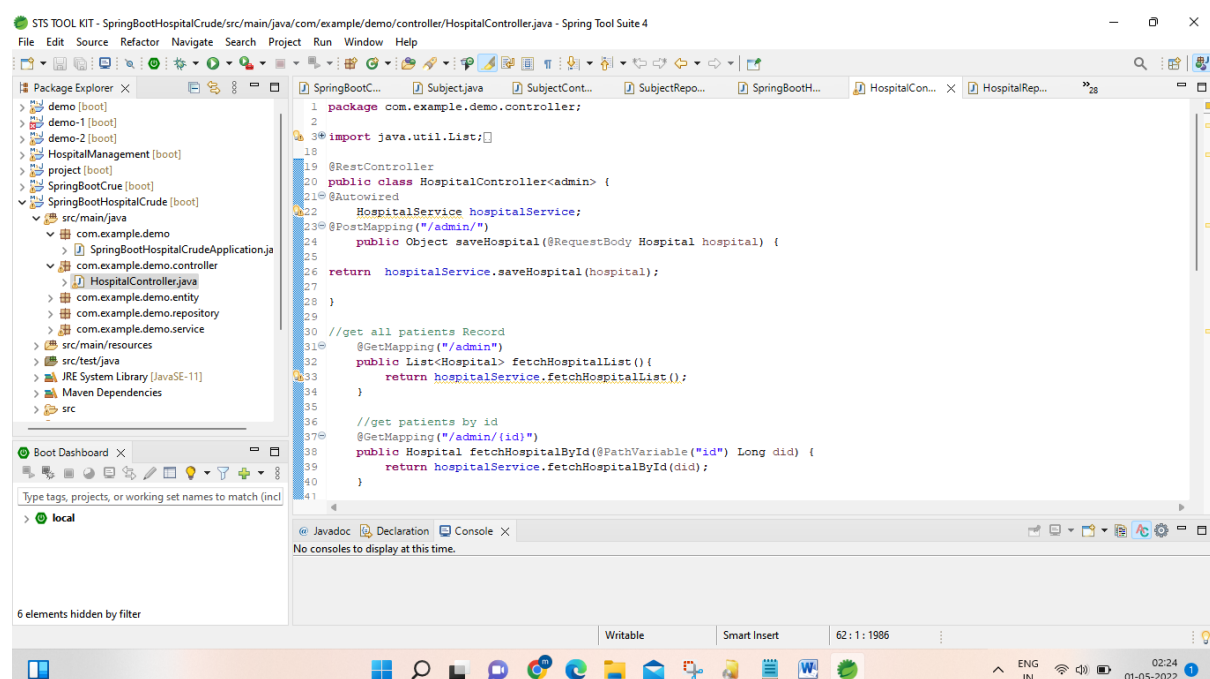 STS TOOL KIT - SpringBootHospitalCrude/src/main/java/com/example/demo/controller/HospitalController.java - Spring Tool Suite 4
File Edit Source Refactor Navigate Search Project Run Window Help
Package Explorer
demo [boot]
demo-1 [boot]
demo-2 [boot]
HospitalManagement [boot]
project [boot]
SpringBootCrue [boot]
SpringBootHospitalCrude [boot]
src/main/java
com.example.demo
SpringBootHospitalCrudeApplication.ja
com.example.demo.controller
HospitalController.java
com.example.demo.entity
com.example.demo.repository
com.example.demo.service
src/main/resources
src/test/java
JRE System Library [JavaSE-11]
Maven Dependencies
src
Boot Dashboard
Type tags, projects, or working set names to match (incl
local
6 elements hidden by filter
SpringBootC... Subject.java SubjectCont... SubjectRepo... SpringBootH... HospitalCon... HospitalRep... »28
1 package com.example.demo.controller;
2
3 import java.util.List;
18
19 @RestController
20 public class HospitalController<admin> {
21 @Autowired
22 HospitalService hospitalService;
23 @PostMapping("/admin/")
24 public Object saveHospital(@RequestBody Hospital hospital) {
25
26 return hospitalService.saveHospital(hospital);
27
28 }
29
30 //get all patients Record
31 @GetMapping("/admin")
32 public List<Hospital> fetchHospitalList(){
33 return hospitalService.fetchHospitalList();
34 }
35
36 //get patients by id
37 @GetMapping("/admin/{id}")
38 public Hospital fetchHospitalById(@PathVariable("id") Long did) {
39 return hospitalService.fetchHospitalById(did);
40 }
41
@ Javadoc Declaration Console
No consoles to display at this time.
Writable Smart Insert 62 : 1 : 1986
ENG
IN
02:24
01-05-2022
1